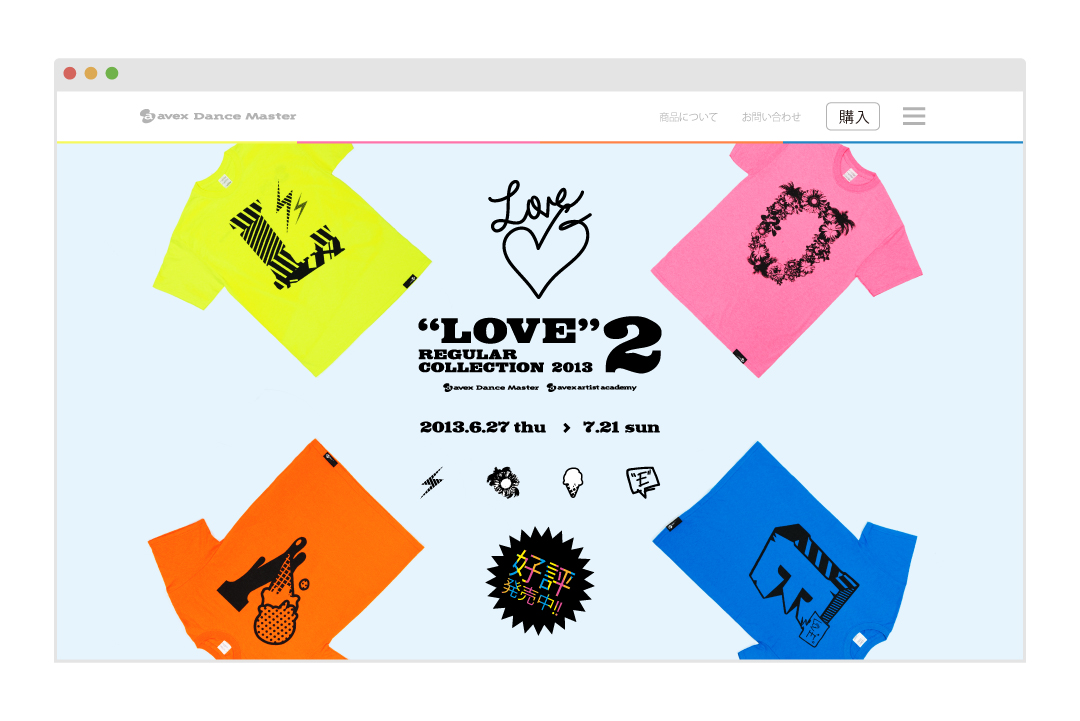 avex Dance Master
商品について
お問い合わせ
購入
Love
L
O
“LOVE” 2
REGULAR
COLLECTION 2013
avex Dance Master avex artist academy
2013.6.27 thu > 7.21 sun
"E"
V
E
好評
発売中!!